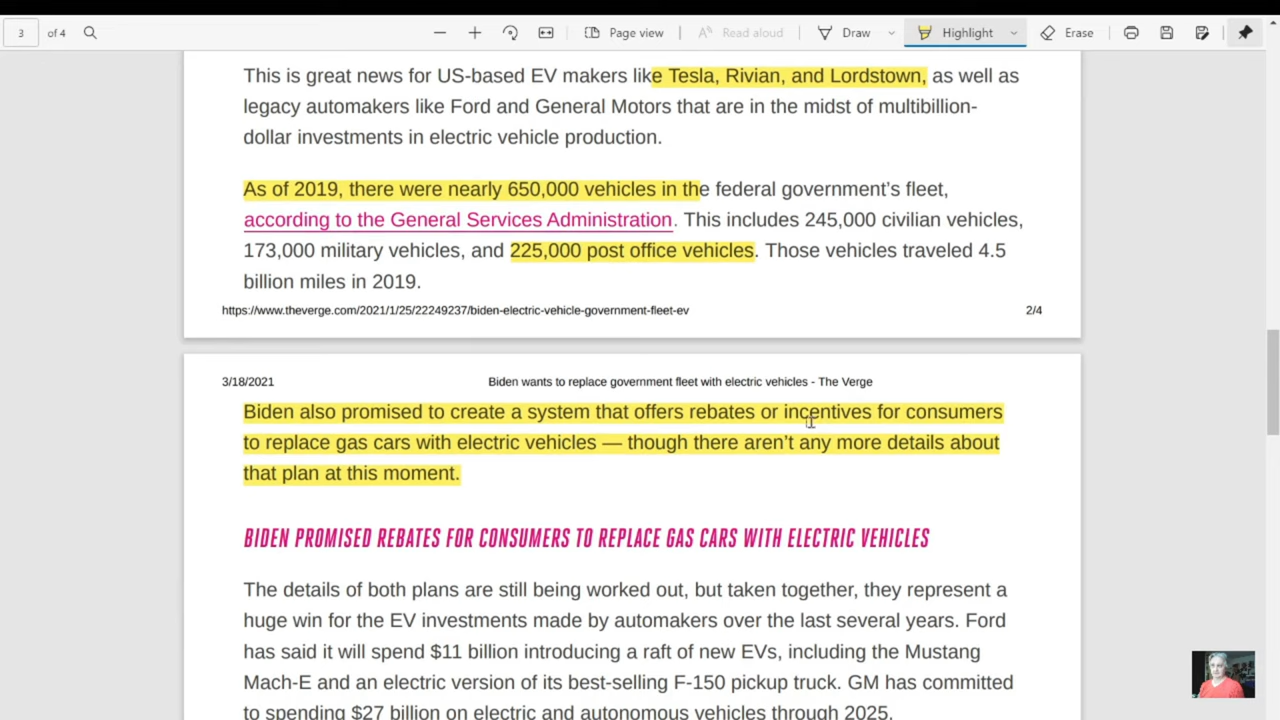 3 of 4 Page view Read aloud Draw Highlight Erase
This is great news for US-based EV makers like Tesla, Rivian, and Lordstown, as well as
legacy automakers like Ford and General Motors that are in the midst of multibillion-
dollar investments in electric vehicle production.
As of 2019, there were nearly 650,000 vehicles in the federal government’s fleet,
according to the General Services Administration. This includes 245,000 civilian vehicles,
173,000 military vehicles, and 225,000 post office vehicles. Those vehicles traveled 4.5
billion miles in 2019.
https://www.theverge.com/2021/1/25/22249237/biden-electric-vehicle-government-fleet-ev 2/4
3/18/2021 Biden wants to replace government fleet with electric vehicles - The Verge
Biden also promised to create a system that offers rebates or incentives for consumers
to replace gas cars with electric vehicles — though there aren’t any more details about
that plan at this moment.
BIDEN PROMISED REBATES FOR CONSUMERS TO REPLACE GAS CARS WITH ELECTRIC VEHICLES
The details of both plans are still being worked out, but taken together, they represent a
huge win for the EV investments made by automakers over the last several years. Ford
has said it will spend $11 billion introducing a raft of new EVs, including the Mustang
Mach-E and an electric version of its best-selling F-150 pickup truck. GM has committed
to spending $27 billion on electric and autonomous vehicles through 2025.